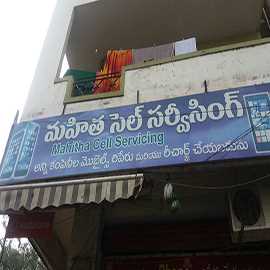 మహిత సెల్ సర్వీసింగ్
Mahitha Cell Servicing
అన్ని కంపెనీల మొబైల్స్ రిపేరు మరియు రీచార్జ్ చేయబడును